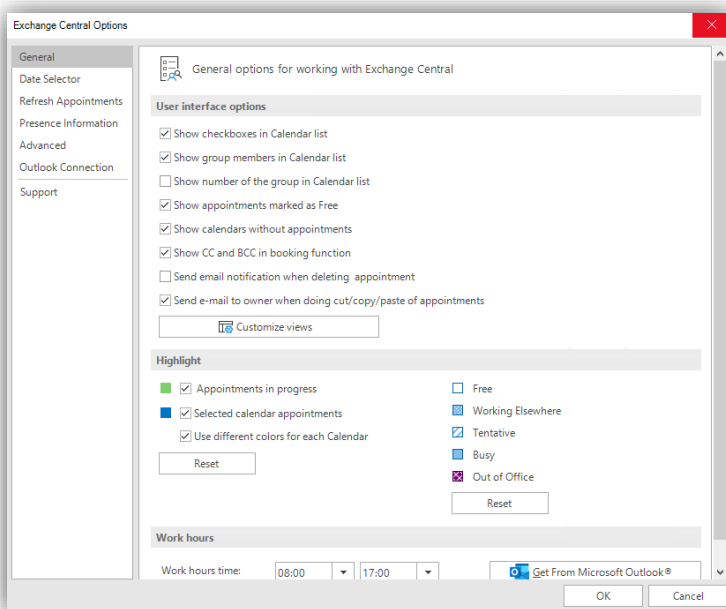 Exchange Central Options
General
Date Selector
Refresh Appointments
Presence Information
Advanced
Outlook Connection
Support
General options for working with Exchange Central
User interface options
Show checkboxes in Calendar list
Show group members in Calendar list
Show number of the group in Calendar list
Show appointments marked as Free
Show calendars without appointments
Show CC and BCC in booking function
Send email notification when deleting  appointment
Send e-mail to owner when doing cut/copy/paste of appointments
Customize views
Highlight
Appointments in progress
Selected calendar appointments
Use different colors for each Calendar
Reset
Free
Working Elsewhere
Tentative
Busy
Out of Office
Reset
Work hours
Work hours time: 08:00 17:00 Get From Microsoft Outlook®
OK Cancel